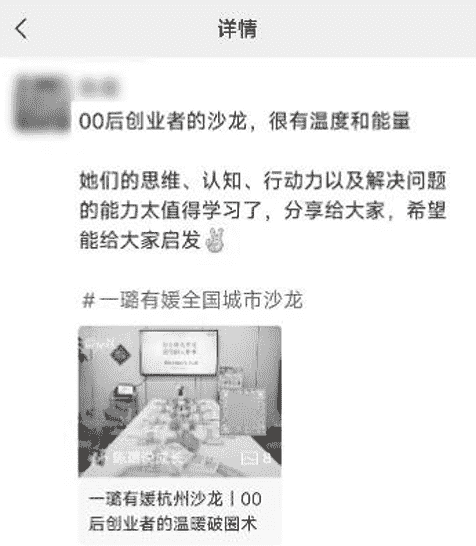 详情
00后创业者的沙龙，很有温度和能量
她们的思维、认知、行动力以及解决问题
的能力太值得学习了，分享给大家，希望
能给大家启发✌
#一璐有媛全国城市沙龙
8
一璐有媛杭州沙龙丨00
后创业者的温暖破圈术